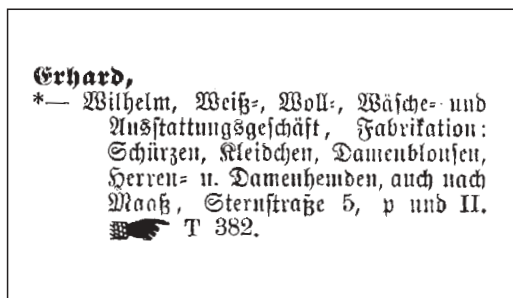 Erhard,
*— Wilhelm, Weiß-, Woll-, Wäsche- und
Ausstattungsgeschäft, Fabrikation:
Schürzen, Kleidchen, Damenblousen,
Herren- u. Damenhemden, auch nach
Maaß, Sternstraße 5, p und II.
☛ T 382.